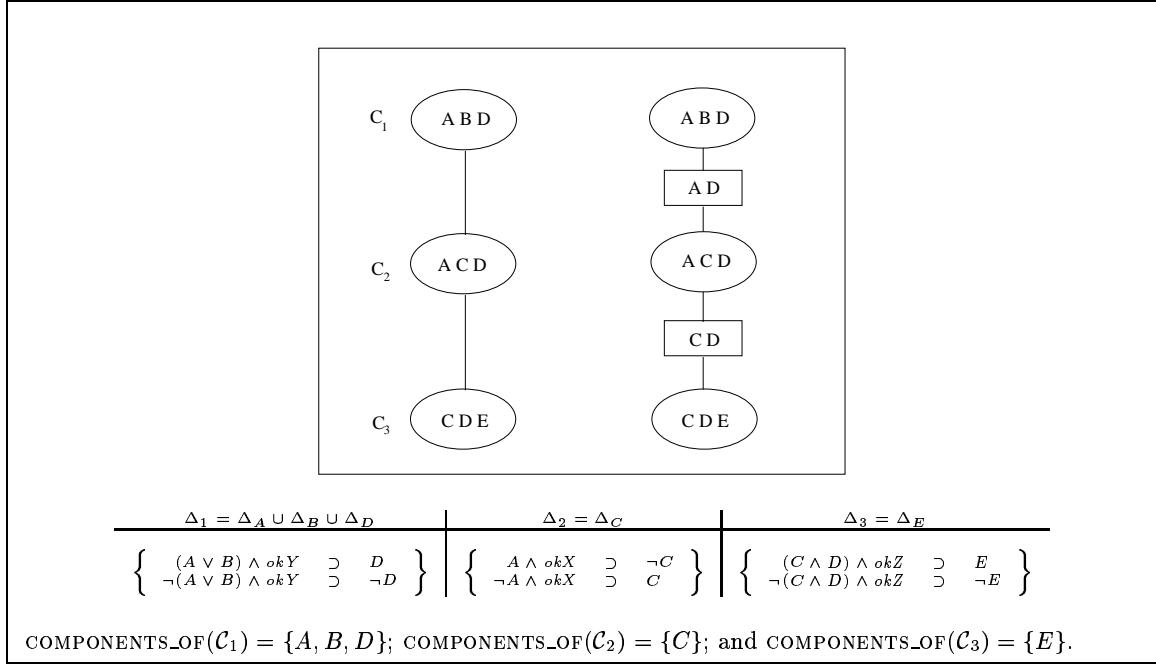 C1 A B D A B D
A D
C2 A C D A C D
C D
C3 C D E C D E
Δ1 = ΔA ∪ ΔB ∪ ΔD Δ2 = ΔC Δ3 = ΔE
{ (A ∨ B) ∧ okY ⊃ D } { A ∧ okX ⊃ ¬C } { (C ∧ D) ∧ okZ ⊃ E }
¬(A ∨ B) ∧ okY ⊃ ¬D ¬A ∧ okX ⊃ C ¬(C ∧ D) ∧ okZ ⊃ ¬E
COMPONENTS_OF(𝒞1) = {A, B, D}; COMPONENTS_OF(𝒞2) = {C}; and COMPONENTS_OF(𝒞3) = {E}.